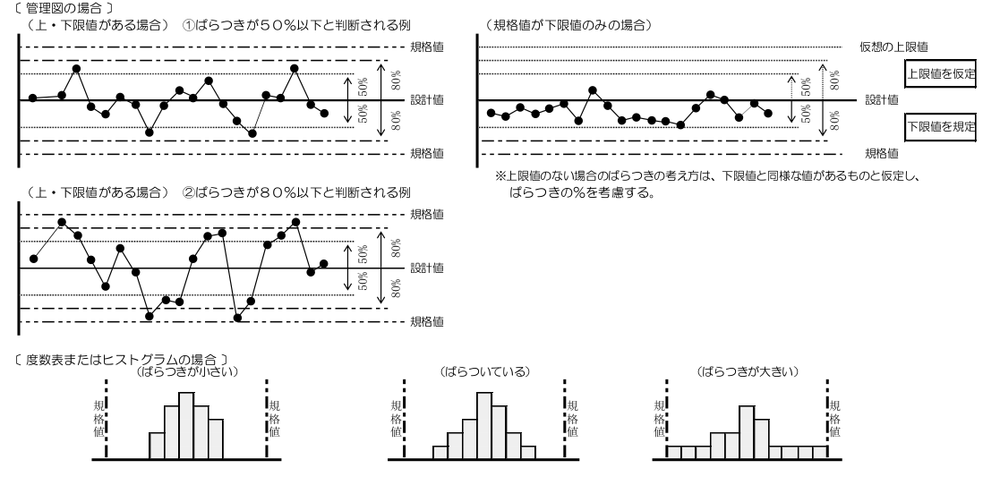 〔 管理図の場合 〕
（上・下限値がある場合） ①ばらつきが５０％以下と判断される例
規格値
50%
80%
設計値
50%
80%
規格値
（規格値が下限値のみの場合）
仮想の上限値
上限値を仮定
50%
80%
設計値
50%
80%
下限値を規定
規格値
※上限値のない場合のばらつきの考え方は、下限値と同様な値があるものと仮定し、
ばらつきの％を考慮する。
（上・下限値がある場合） ②ばらつきが８０％以下と判断される例
規格値
50%
80%
設計値
50%
80%
規格値
〔 度数表またはヒストグラムの場合 〕
（ばらつきが小さい）
規格値
規格値
（ばらついている）
規格値
規格値
（ばらつきが大きい）
規格値
規格値